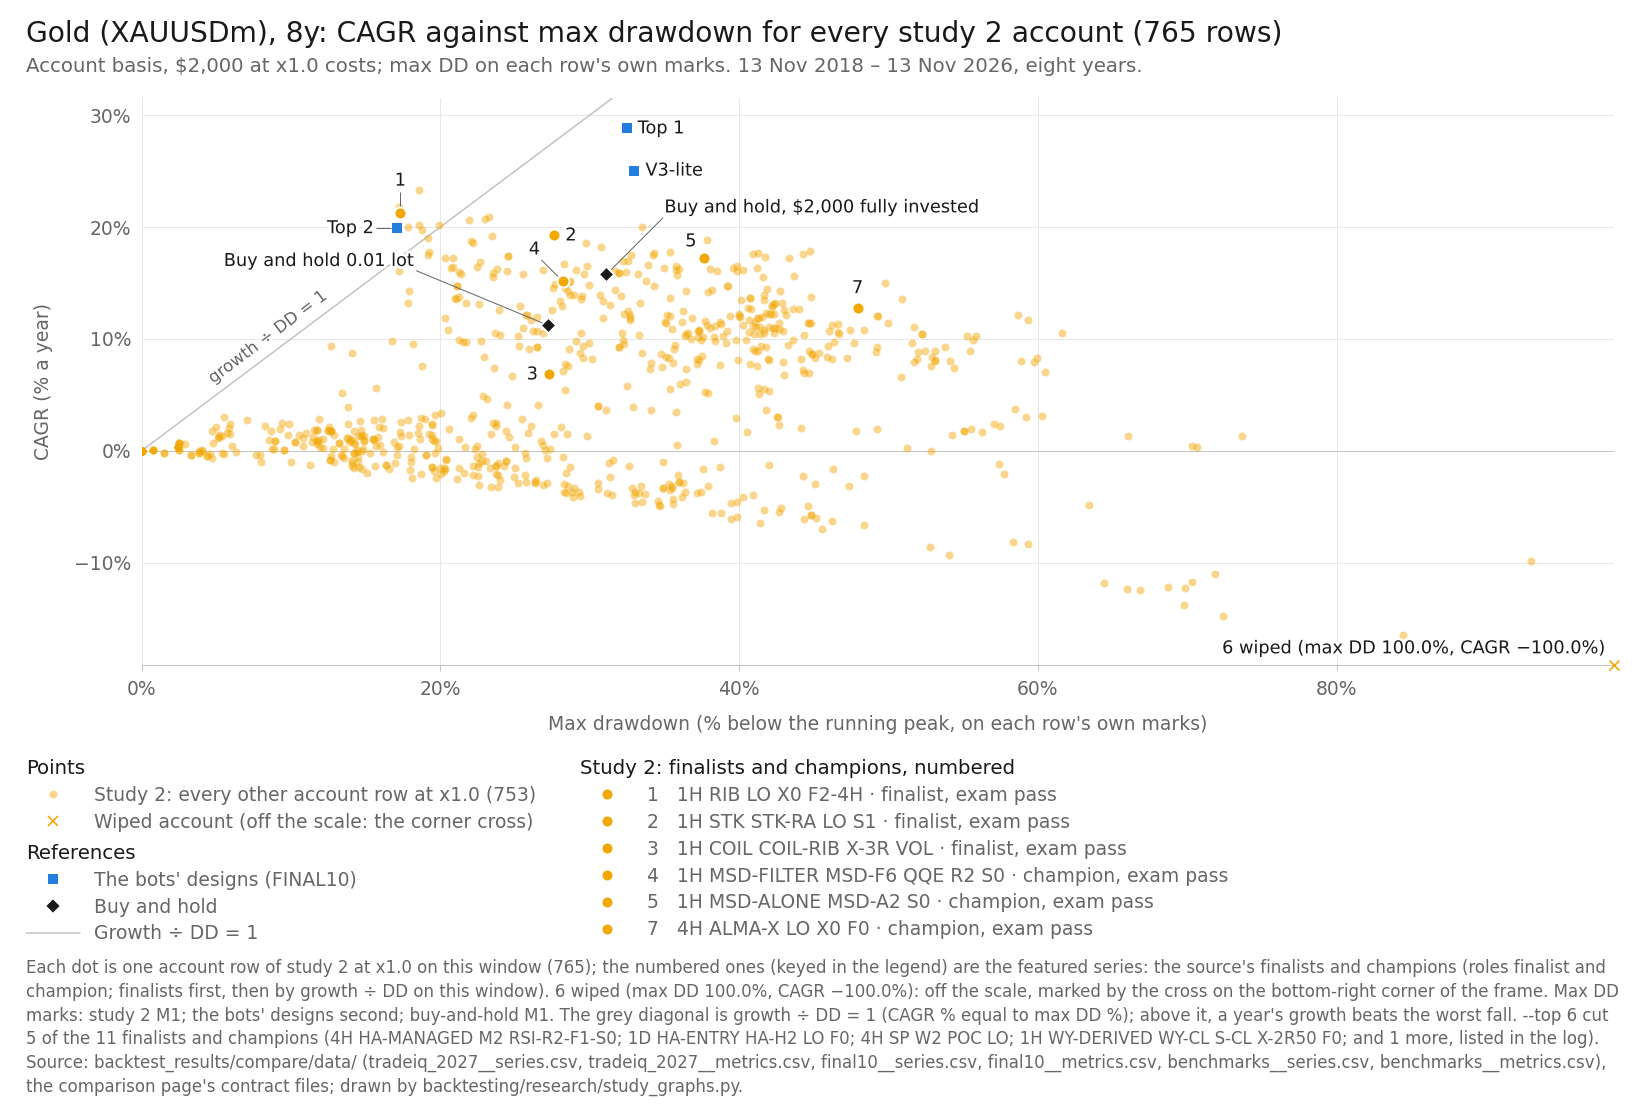 Gold (XAUUSDm), 8y: CAGR against max drawdown for every study 2 account (765 rows)
Account basis, $2,000 at x1.0 costs; max DD on each row's own marks. 13 Nov 2018 – 13 Nov 2026, eight years.
30%
20%
10%
0%
−10%
CAGR (% a year)
Top 1
V3-lite
1
Buy and hold, $2,000 fully invested
Top 2
2
4
5
Buy and hold 0.01 lot
7
growth ÷ DD = 1
3
6 wiped (max DD 100.0%, CAGR −100.0%)
0%
20%
40%
60%
80%
Max drawdown (% below the running peak, on each row's own marks)
Points
Study 2: every other account row at x1.0 (753)
Wiped account (off the scale: the corner cross)
References
The bots' designs (FINAL10)
Buy and hold
Growth ÷ DD = 1
Study 2: finalists and champions, numbered
1 1H RIB LO X0 F2-4H · finalist, exam pass
2 1H STK STK-RA LO S1 · finalist, exam pass
3 1H COIL COIL-RIB X-3R VOL · finalist, exam pass
4 1H MSD-FILTER MSD-F6 QQE R2 S0 · champion, exam pass
5 1H MSD-ALONE MSD-A2 S0 · champion, exam pass
7 4H ALMA-X LO X0 F0 · champion, exam pass
Each dot is one account row of study 2 at x1.0 on this window (765); the numbered ones (keyed in the legend) are the featured series: the source's finalists and champions (roles finalist and
champion; finalists first, then by growth ÷ DD on this window). 6 wiped (max DD 100.0%, CAGR −100.0%): off the scale, marked by the cross on the bottom-right corner of the frame. Max DD
marks: study 2 M1; the bots' designs second; buy-and-hold M1. The grey diagonal is growth ÷ DD = 1 (CAGR % equal to max DD %); above it, a year's growth beats the worst fall. --top 6 cut
5 of the 11 finalists and champions (4H HA-MANAGED M2 RSI-R2-F1-S0; 1D HA-ENTRY HA-H2 LO F0; 4H SP W2 POC LO; 1H WY-DERIVED WY-CL S-CL X-2R50 F0; and 1 more, listed in the log).
Source: backtest_results/compare/data/ (tradeiq_2027__series.csv, tradeiq_2027__metrics.csv, final10__series.csv, final10__metrics.csv, benchmarks__series.csv, benchmarks__metrics.csv),
the comparison page's contract files; drawn by backtesting/research/study_graphs.py.